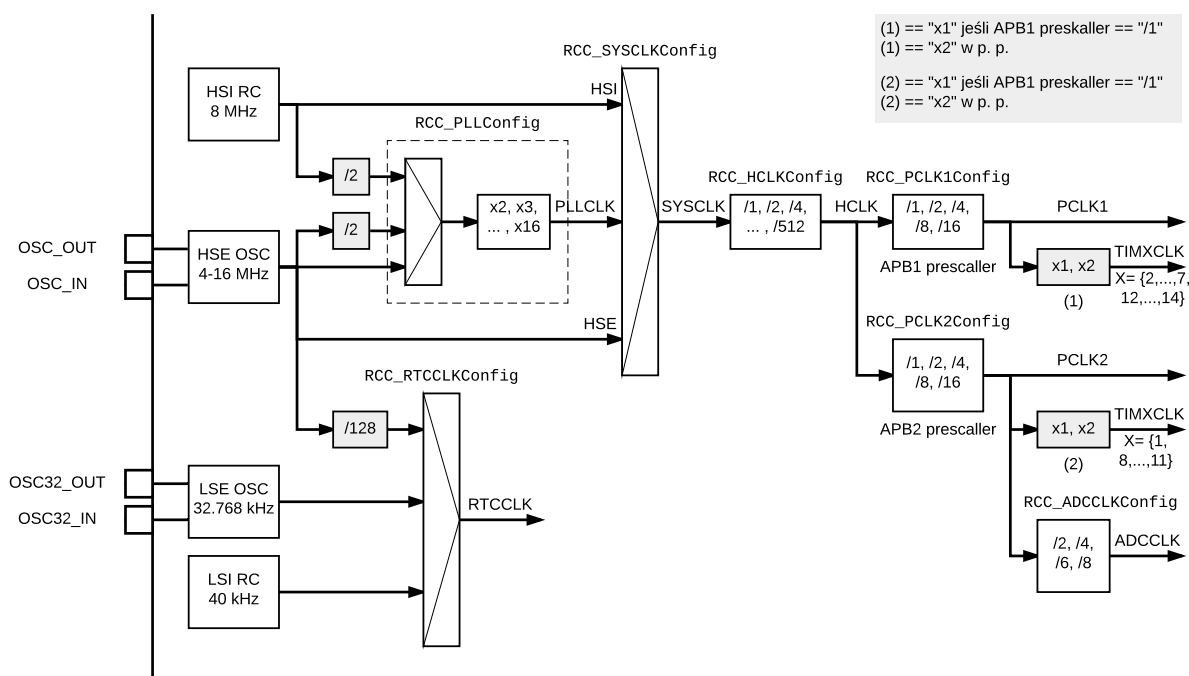 RCC_SYSCLKConfig
(1) == "x1" jeśli APB1 preskaller == "/1"
(1) == "x2" w p. p.
(2) == "x1" jeśli APB1 preskaller == "/1"
(2) == "x2" w p. p.
HSI RC
8 MHz
HSI
RCC_PLLConfig
/2
/2
x2, x3,
... , x16
PLLCLK
SYSCLK
RCC_HCLKConfig
/1, /2, /4,
... , /512
HCLK
RCC_PCLK1Config
/1, /2, /4,
/8, /16
APB1 prescaller
PCLK1
x1, x2
(1)
TIMXCLK
X= {2,...,7,
12,...,14}
OSC_OUT
OSC_IN
HSE OSC
4-16 MHz
HSE
RCC_PCLK2Config
/1, /2, /4,
/8, /16
APB2 prescaller
PCLK2
x1, x2
(2)
TIMXCLK
X= {1,
8,...,11}
RCC_ADCCLKConfig
/2, /4,
/6, /8
ADCCLK
RCC_RTCCLKConfig
/128
OSC32_OUT
OSC32_IN
LSE OSC
32.768 kHz
RTCCLK
LSI RC
40 kHz